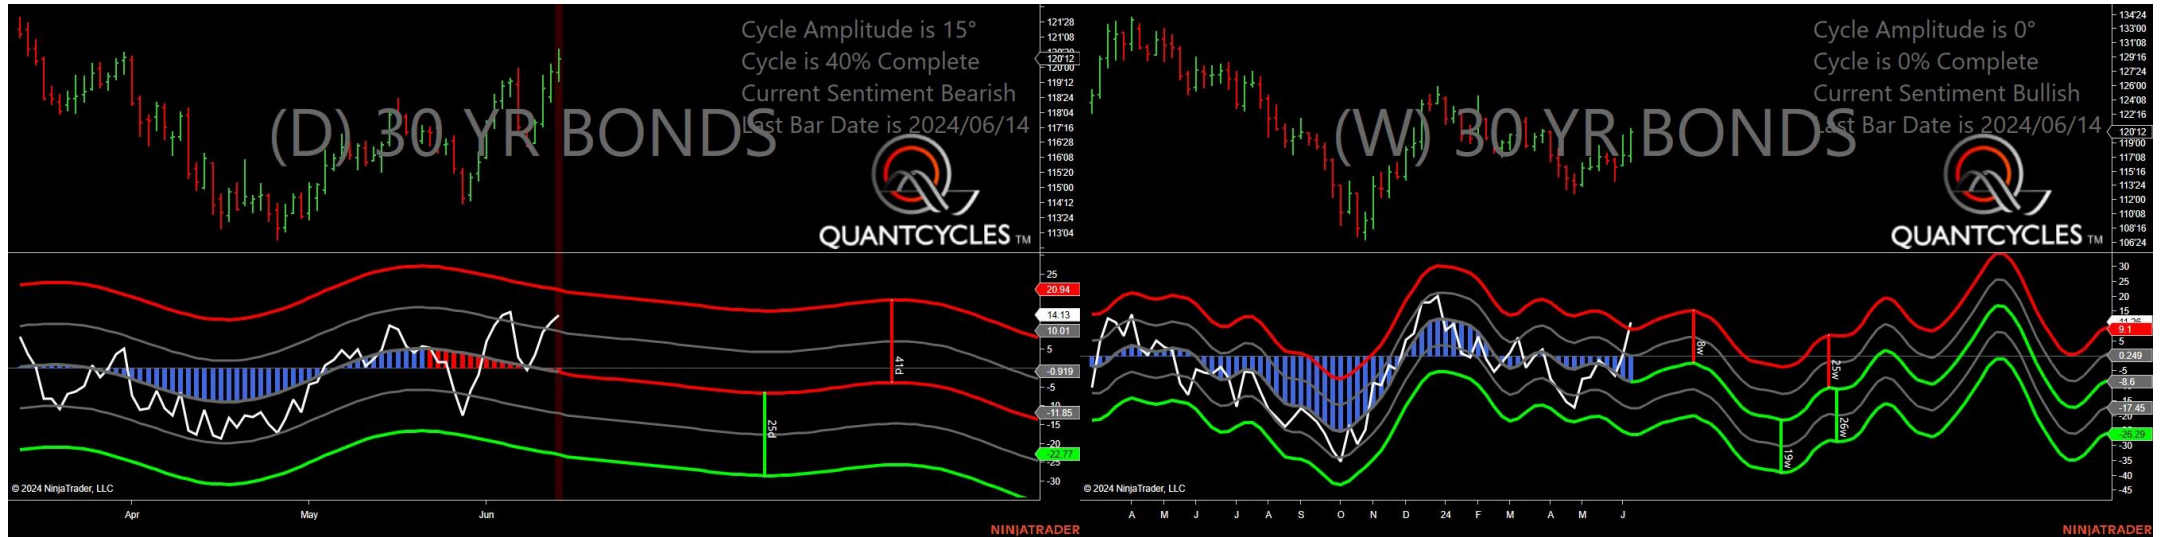 Cycle Amplitude is 15°
Cycle is 40% Complete
Current Sentiment Bearish
Last Bar Date is 2024/06/14
(D) 30 YR BONDS
QUANTCYCLES TM
121'28
121'08
120'12
120'00
119'12
118'24
118'04
117'16
116'28
116'08
115'20
115'00
114'12
113'24
113'04
25
20.94
14.13
10.01
5
-0.919
-5
-11.85
-15
-20
-22.77
-25
-30
41d
25d
© 2024 NinjaTrader, LLC
Apr May Jun
NINJATRADER
Cycle Amplitude is 0°
Cycle is 0% Complete
Current Sentiment Bullish
Last Bar Date is 2024/06/14
(W) 30 YR BONDS
QUANTCYCLES TM
134'24
133'00
131'08
129'16
127'24
126'00
124'08
122'16
120'12
119'00
117'08
115'16
113'24
112'00
110'08
108'16
106'24
30
25
20
15
9.1
5
0.249
-5
-8.6
-17.45
-20
-26.29
-30
-35
-40
-45
8w
25w
26w
19w
© 2024 NinjaTrader, LLC
A M J J A S O N D 24 F M A M J
NINJATRADER